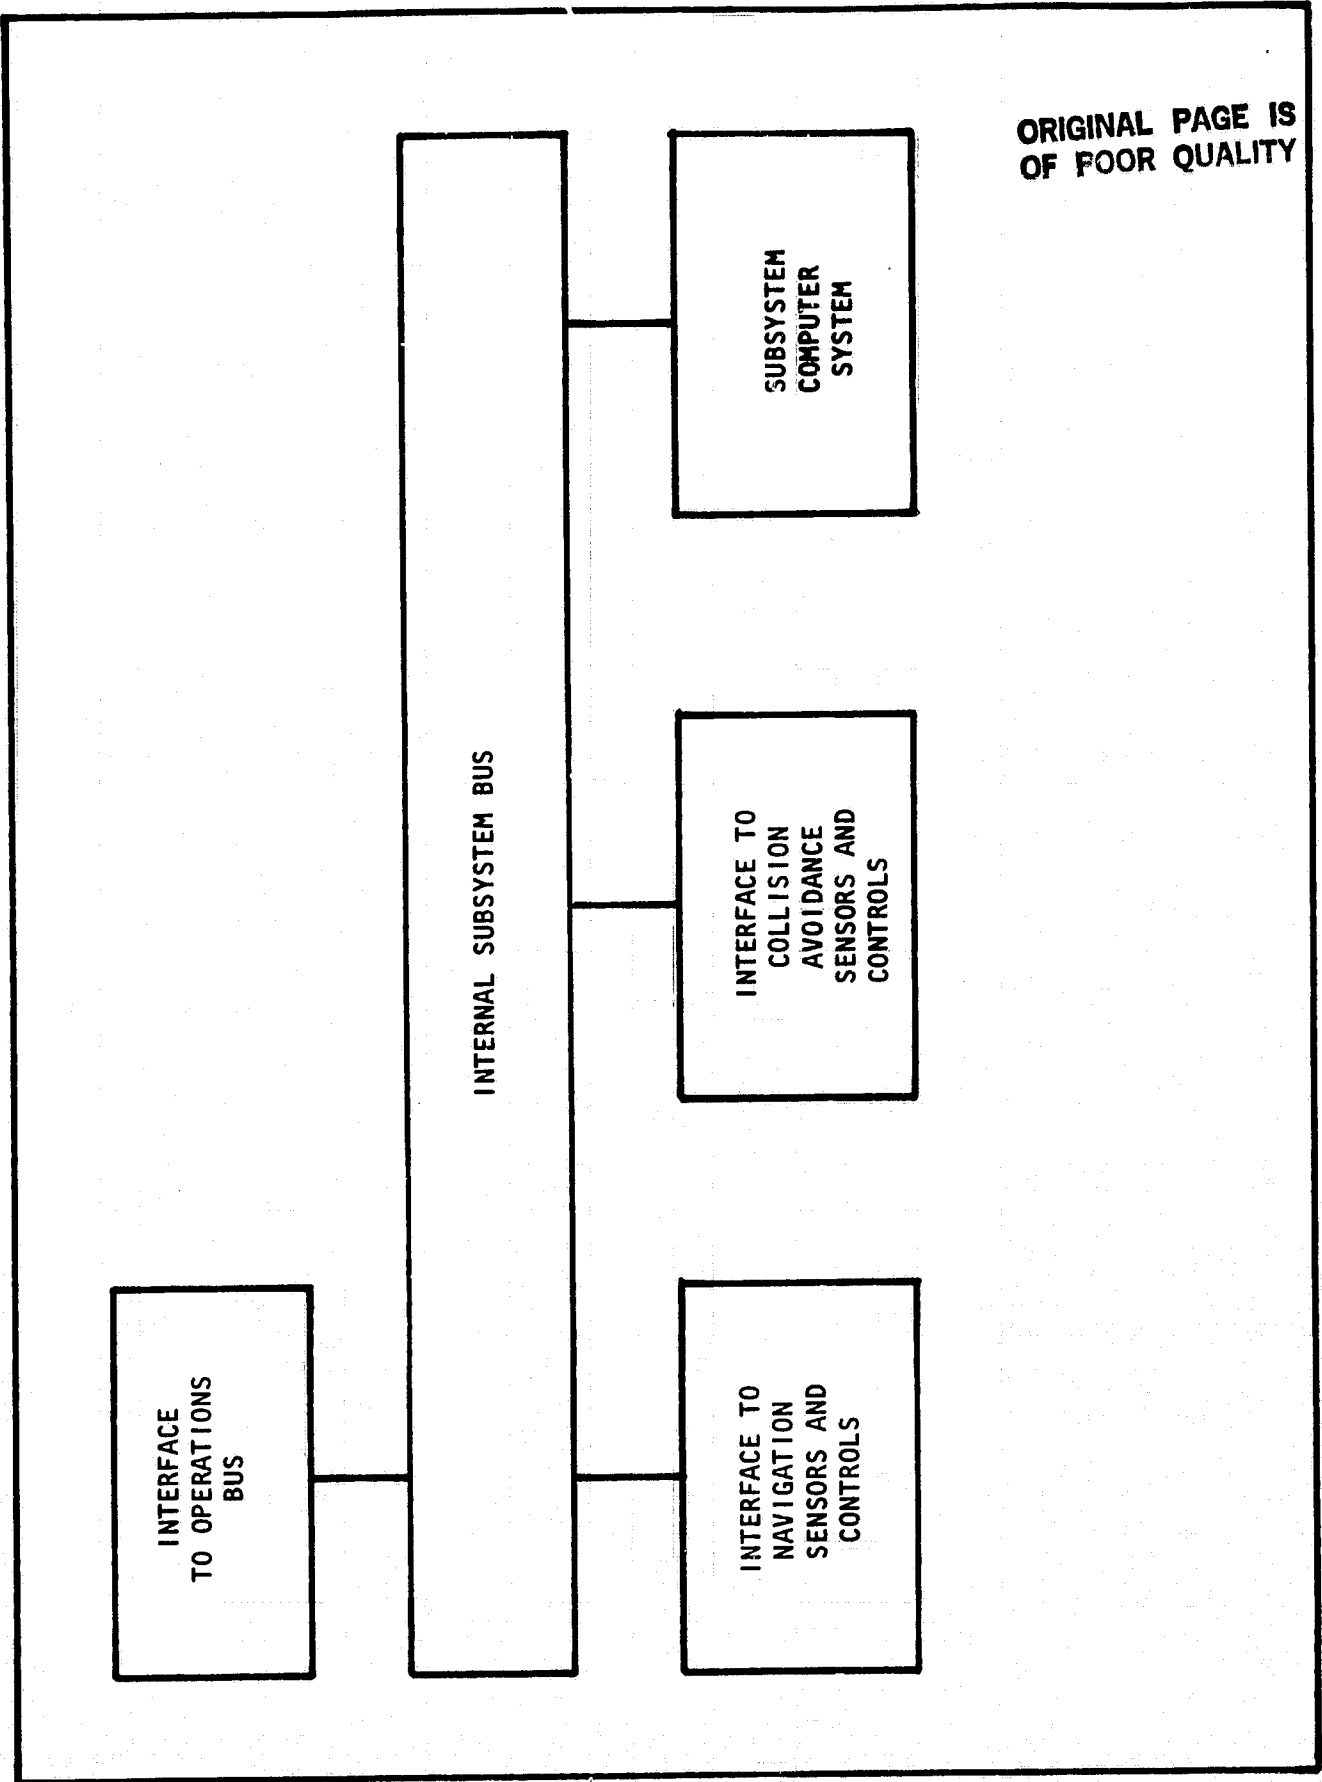 ORIGINAL PAGE IS
OF POOR QUALITY
INTERFACE
TO OPERATIONS
BUS
INTERNAL SUBSYSTEM BUS
INTERFACE TO
NAVIGATION
SENSORS AND
CONTROLS
INTERFACE TO
COLLISION
AVOIDANCE
SENSORS AND
CONTROLS
SUBSYSTEM
COMPUTER
SYSTEM